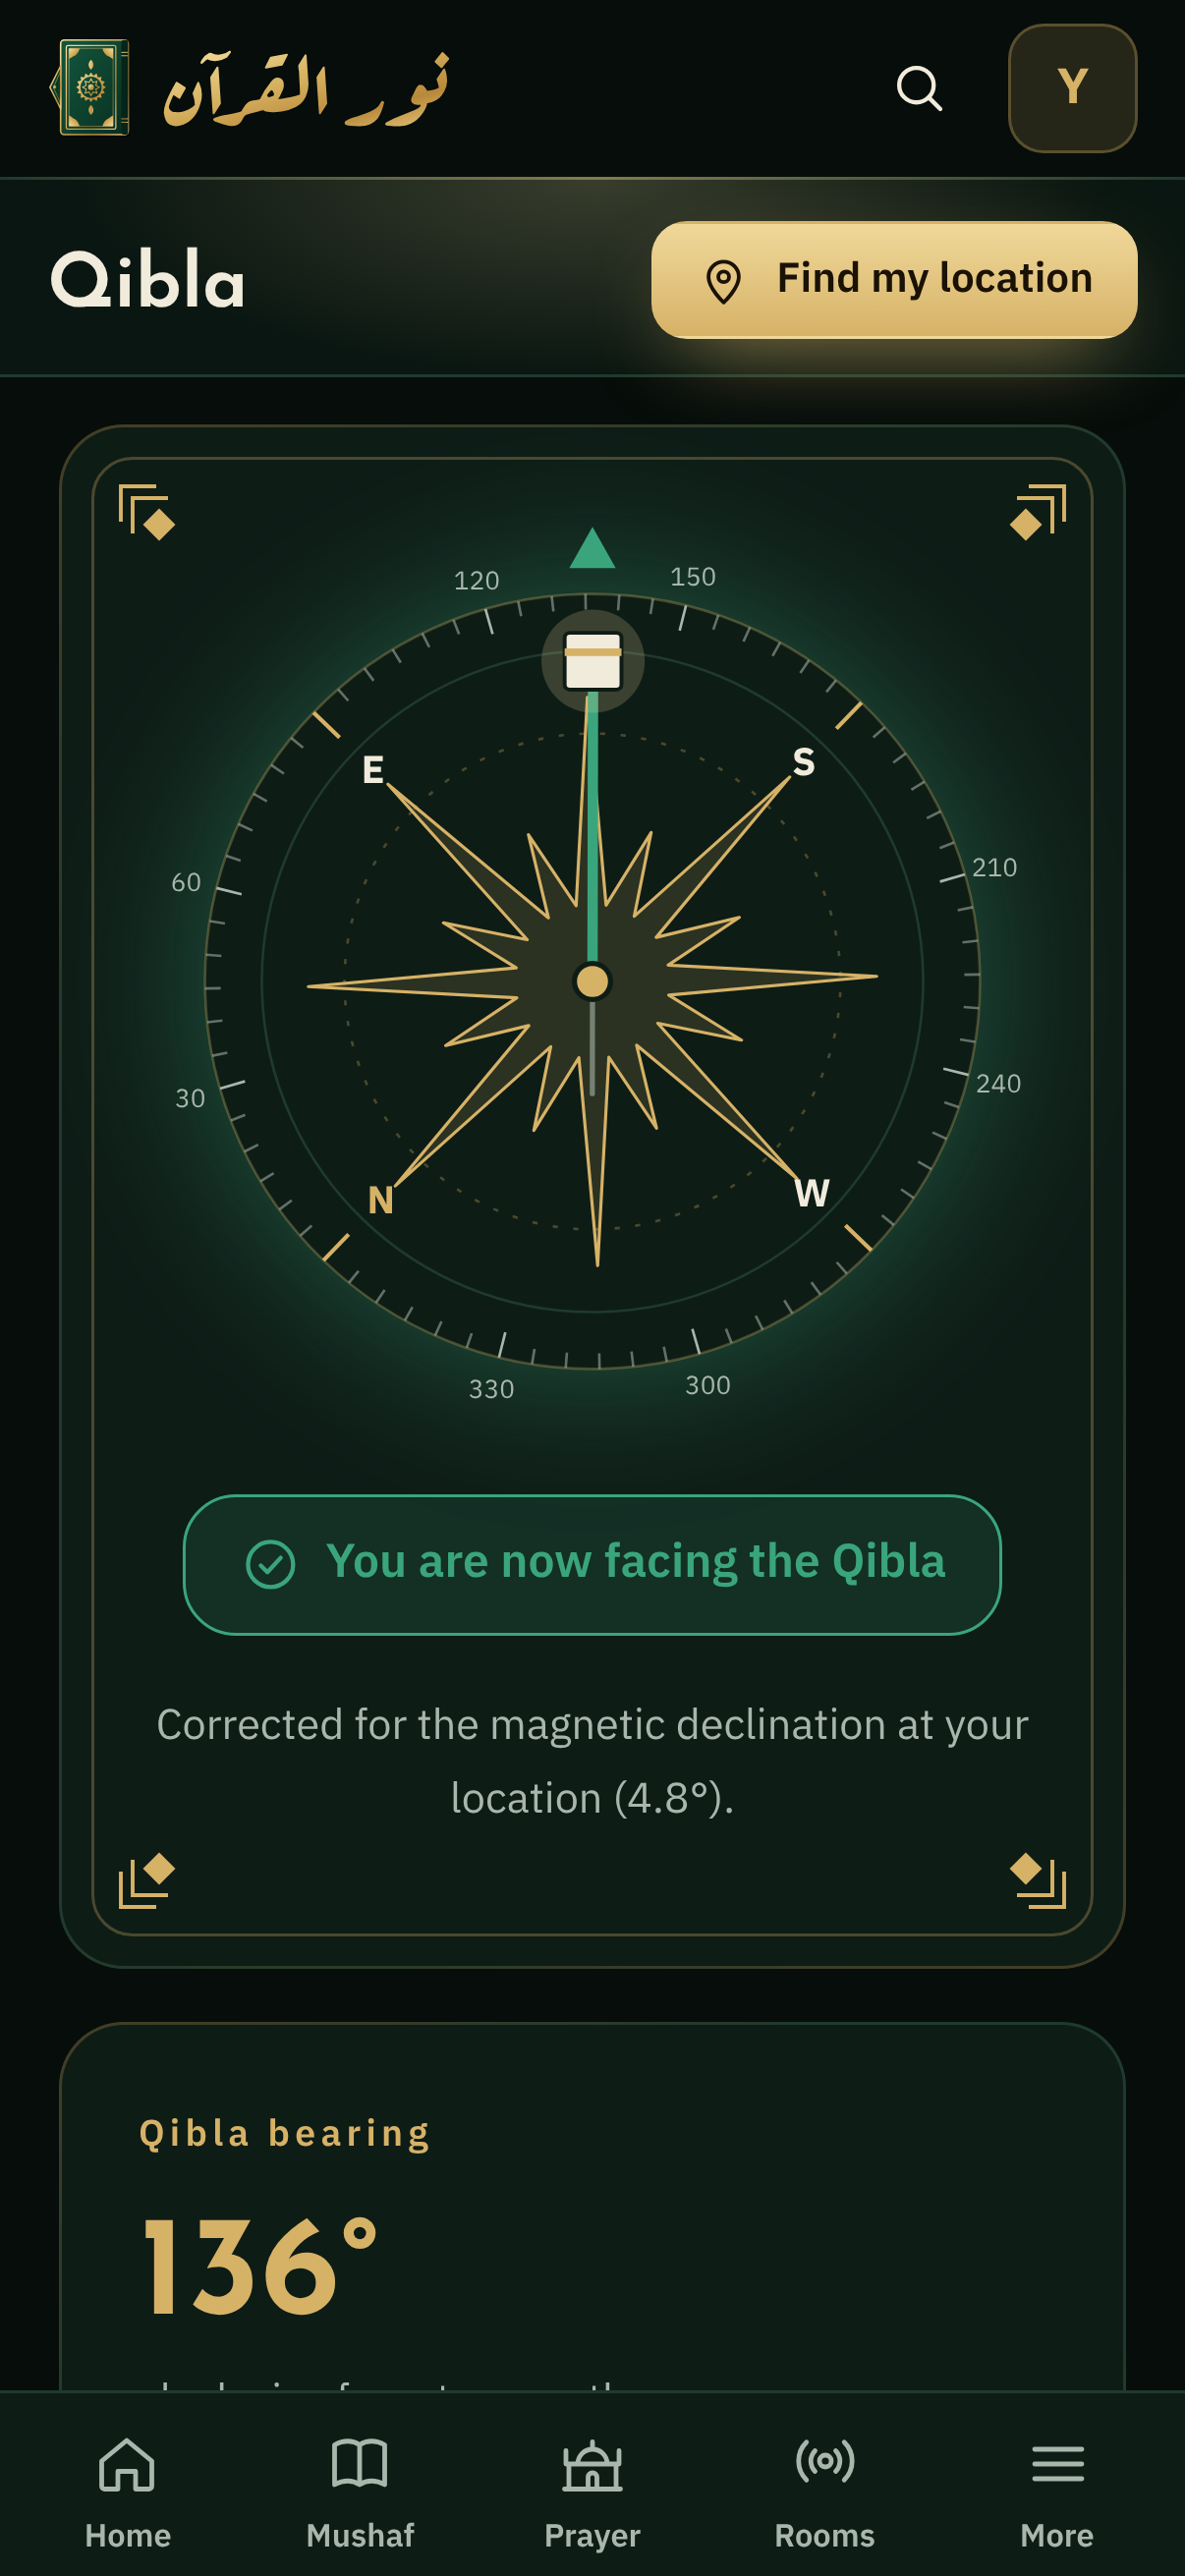 نور القرآن
Y
Qibla
Find my location
120
150
E
S
60
210
30
240
N
W
330
300
You are now facing the Qibla
Corrected for the magnetic declination at your
location (4.8°).
Qibla bearing
136°
Home
Mushaf
Prayer
Rooms
More